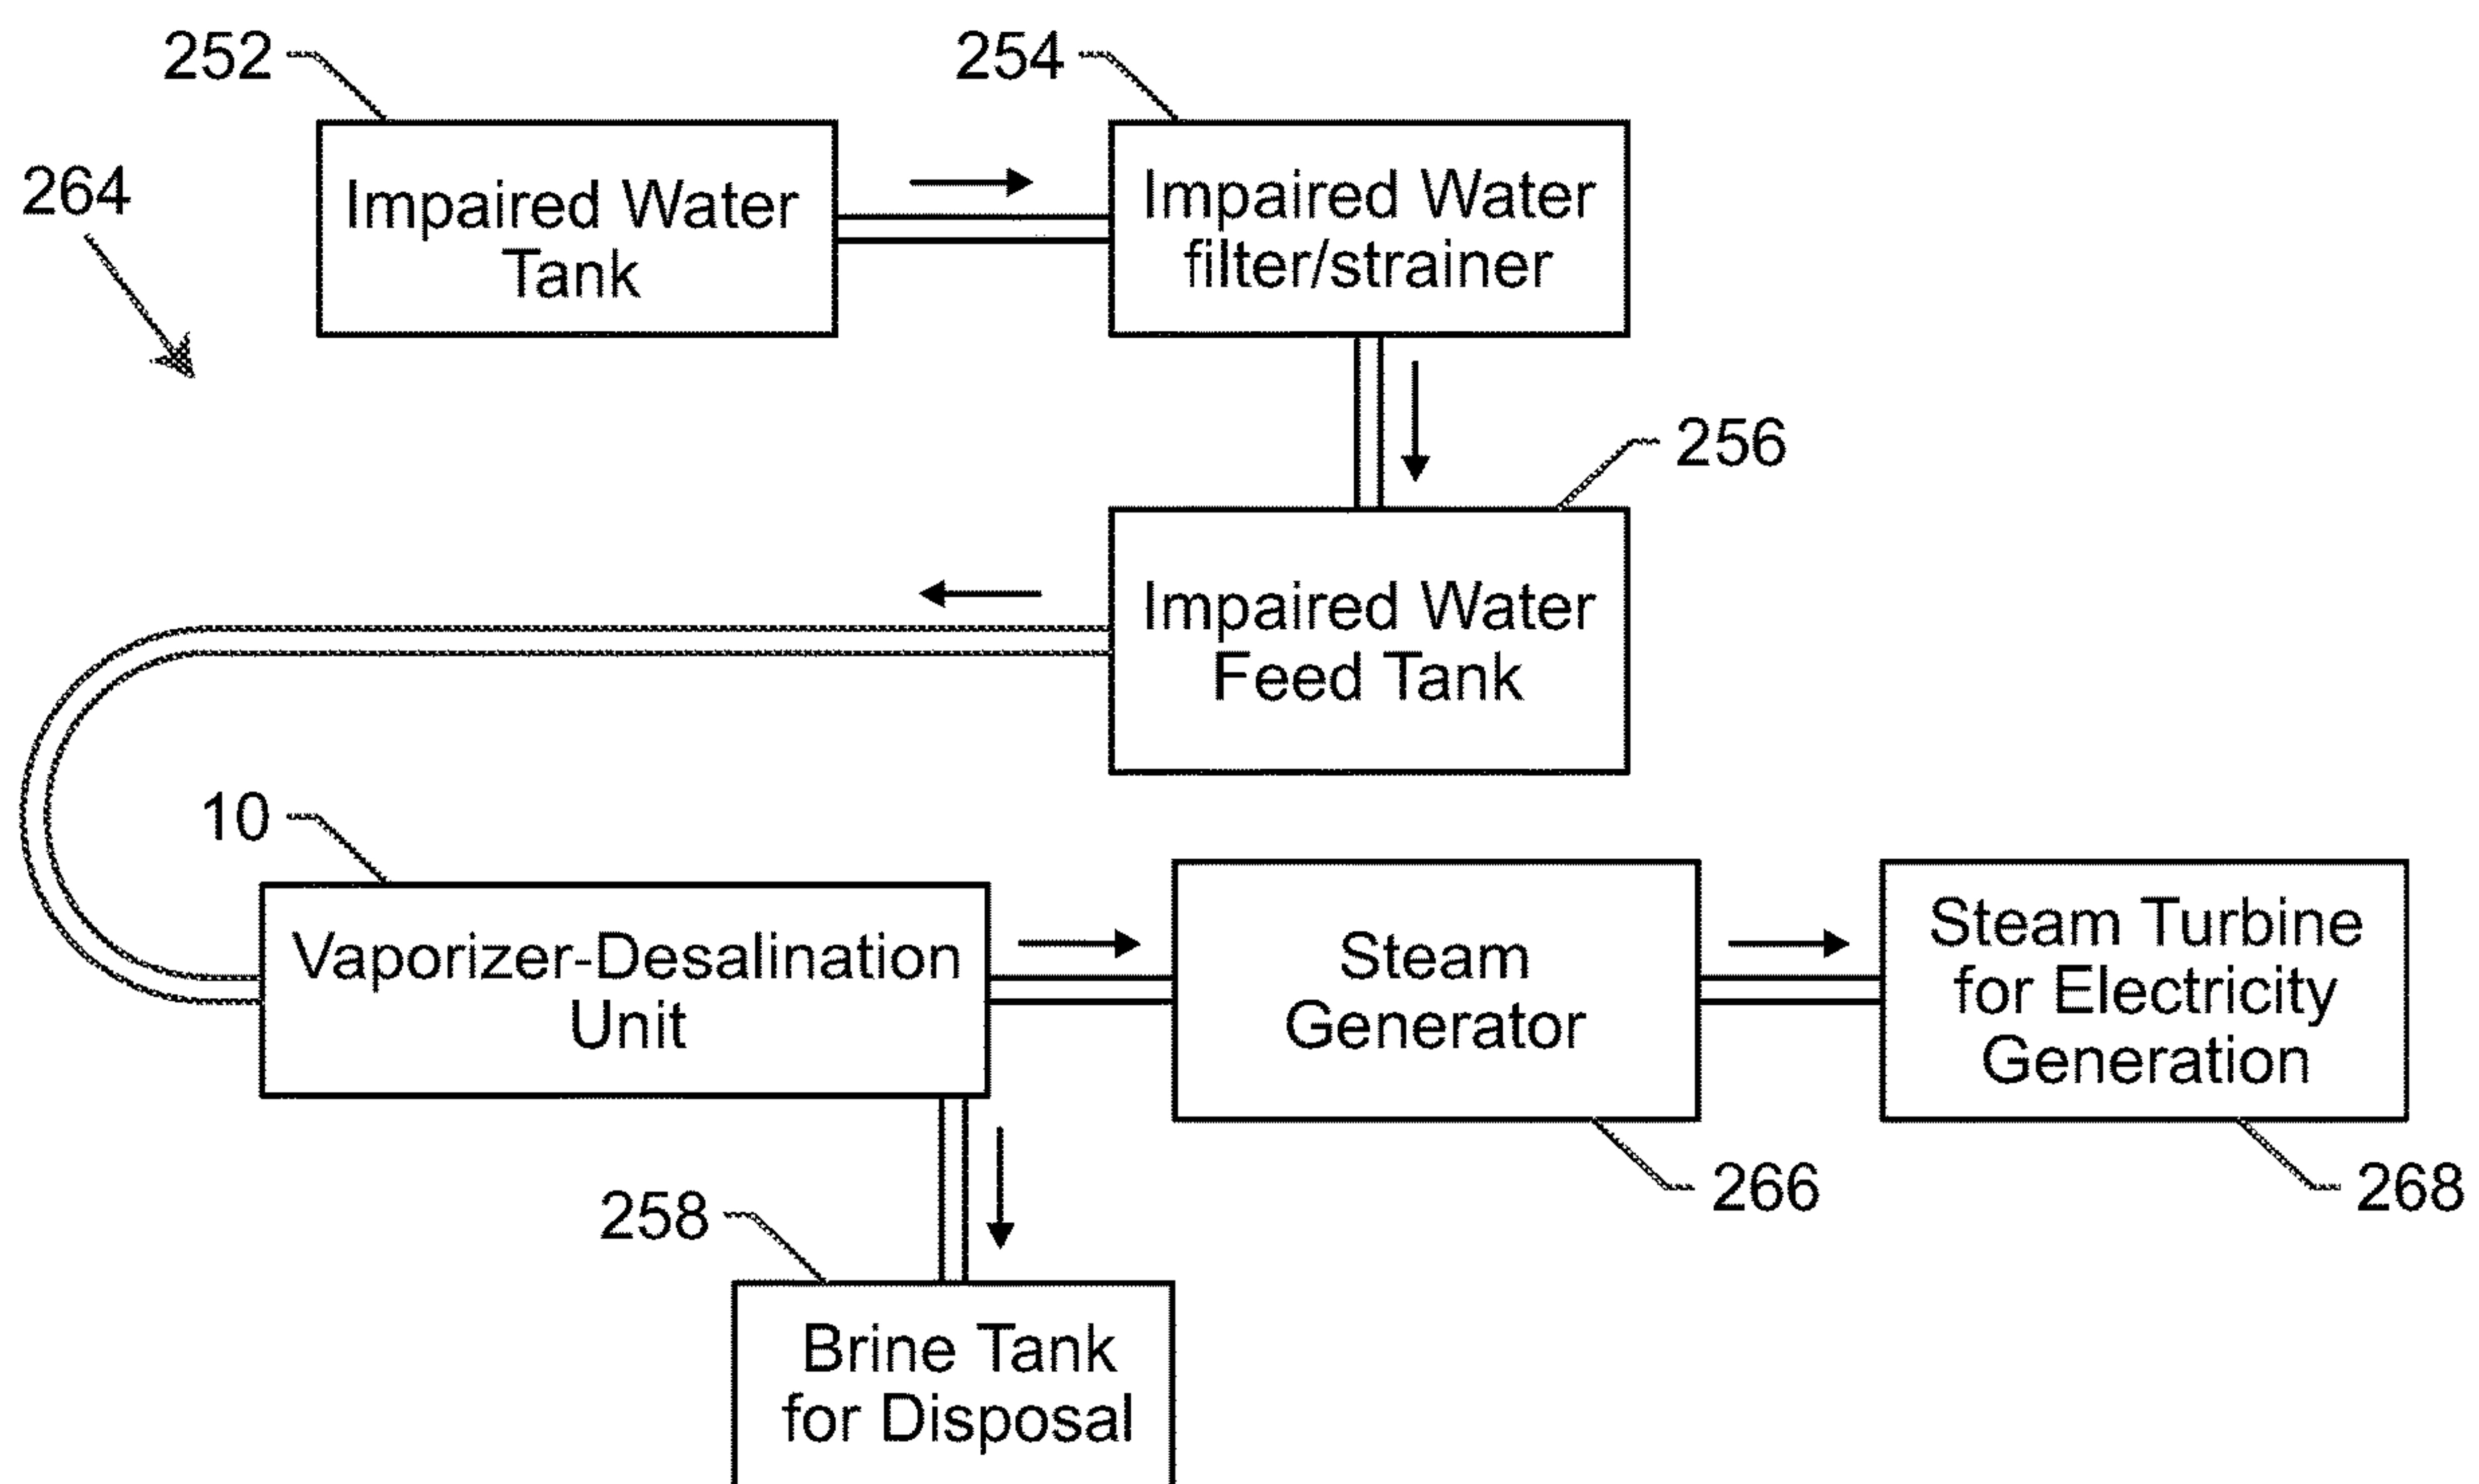 252
254
264
Impaired Water
Tank
Impaired Water
filter/strainer
256
Impaired Water
Feed Tank
10
Vaporizer-Desalination
Unit
Steam
Generator
Steam Turbine
for Electricity
Generation
258
266
268
Brine Tank
for Disposal